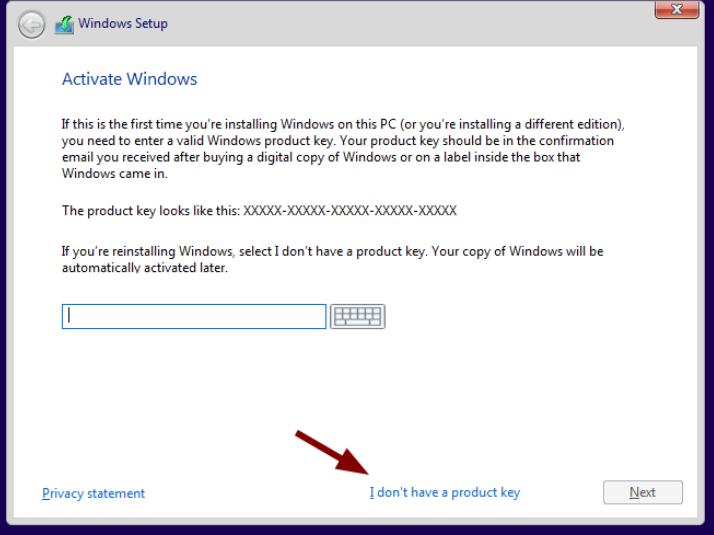 Windows Setup
Activate Windows
If this is the first time you're installing Windows on this PC (or you're installing a different edition),
you need to enter a valid Windows product key. Your product key should be in the confirmation
email you received after buying a digital copy of Windows or on a label inside the box that
Windows came in.
The product key looks like this: XXXXX-XXXXX-XXXXX-XXXXX-XXXXX
If you're reinstalling Windows, select I don't have a product key. Your copy of Windows will be
automatically activated later.
Privacy statement
I don't have a product key
Next